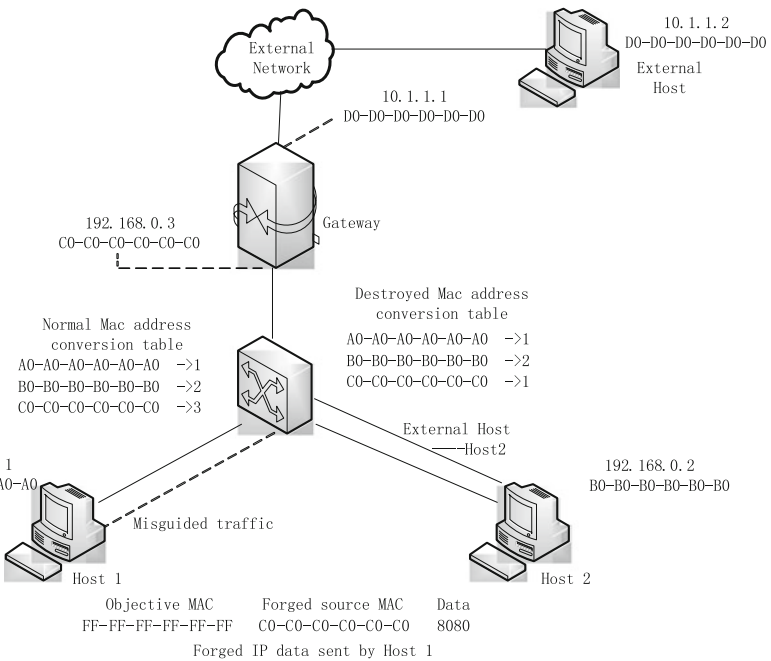 External
Network
10.1.1.2
D0-D0-D0-D0-D0-D0
External
Host
10.1.1.1
D0-D0-D0-D0-D0-D0
Gateway
192.168.0.3
C0-C0-C0-C0-C0-C0
Normal Mac address
conversion table
A0-A0-A0-A0-A0-A0 ->1
B0-B0-B0-B0-B0-B0 ->2
C0-C0-C0-C0-C0-C0 ->3
Destroyed Mac address
conversion table
A0-A0-A0-A0-A0-A0 ->1
B0-B0-B0-B0-B0-B0 ->2
C0-C0-C0-C0-C0-C0 ->1
External Host
——-Host2
1
A0-A0
192.168.0.2
B0-B0-B0-B0-B0-B0
Misguided traffic
Host 1
Host 2
Objective MAC Forged source MAC Data
FF-FF-FF-FF-FF-FF C0-C0-C0-C0-C0-C0 8080
Forged IP data sent by Host 1